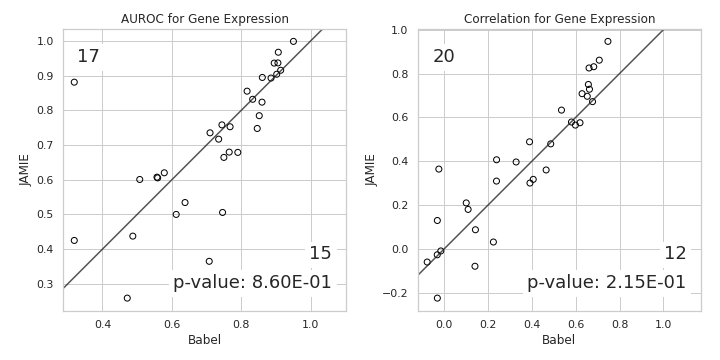 AUROC for Gene Expression
17
15
p-value: 8.60E-01
1.0
0.9
0.8
0.7
0.6
0.5
0.4
0.3
JAMIE
0.4 0.6 0.8 1.0
Babel
Correlation for Gene Expression
20
12
p-value: 2.15E-01
1.0
0.8
0.6
0.4
0.2
0.0
−0.2
JAMIE
0.0 0.2 0.4 0.6 0.8 1.0
Babel